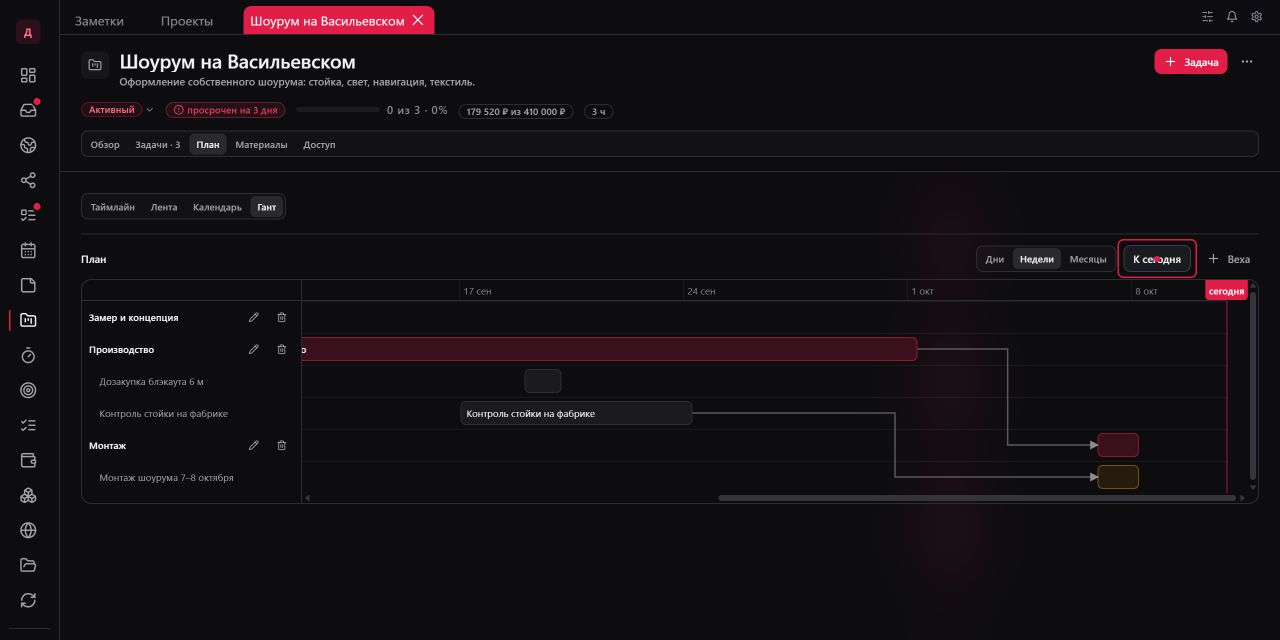 Д
Заметки
Проекты
Шоурум на Васильевском
Шоурум на Васильевском
Оформление собственного шоурума: стойка, свет, навигация, текстиль.
Задача
Активный
просрочен на 3 дня
0 из 3 · 0%
179 520 ₽ из 410 000 ₽
3 ч
Обзор
Задачи · 3
План
Материалы
Доступ
Таймлайн
Лента
Календарь
Гант
План
Дни
Недели
Месяцы
К сегодня
Веха
17 сен
24 сен
1 окт
8 окт
сегодня
Замер и концепция
Производство
о
Дозакупка блэкаута 6 м
Контроль стойки на фабрике
Контроль стойки на фабрике
Монтаж
Монтаж шоурума 7–8 октября